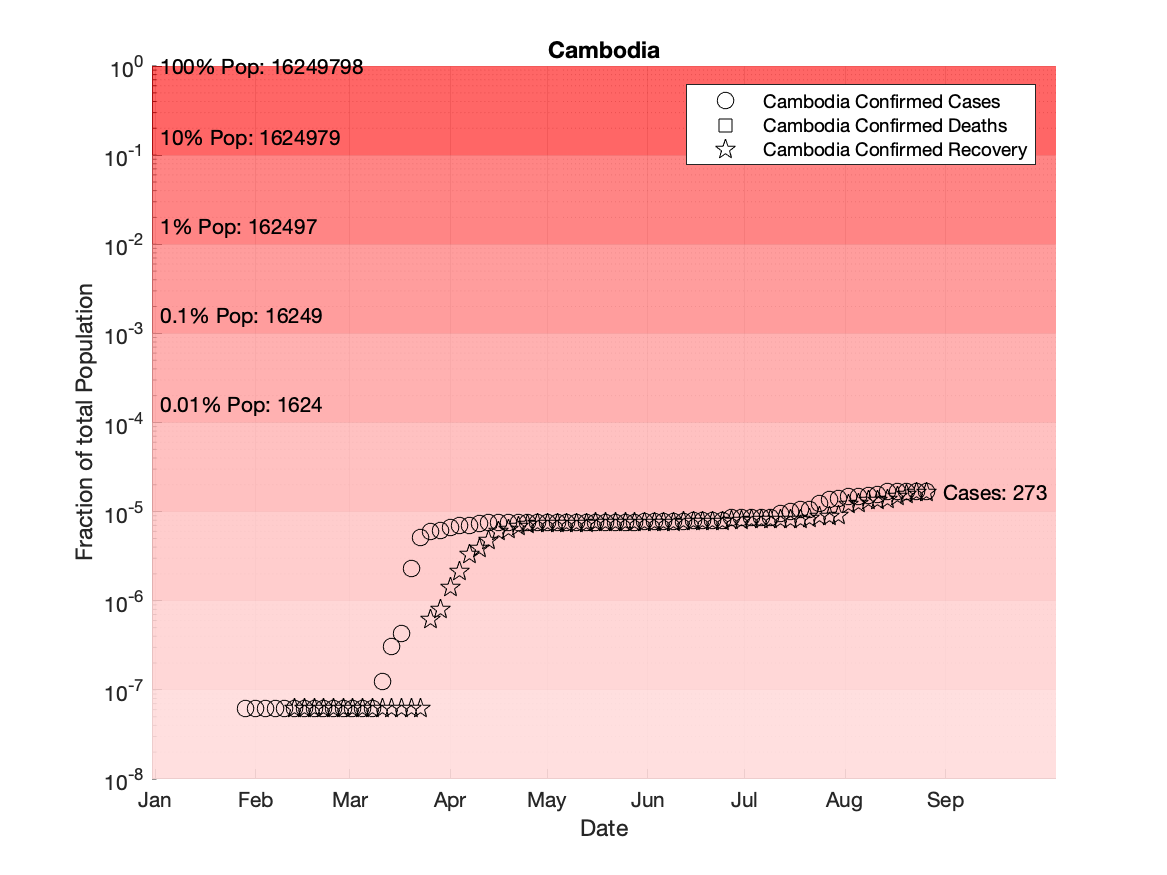 Cambodia
10^0
100% Pop: 16249798
Cambodia Confirmed Cases
Cambodia Confirmed Deaths
Cambodia Confirmed Recovery
10% Pop: 1624979
10^-1
1% Pop: 162497
10^-2
0.1% Pop: 16249
10^-3
0.01% Pop: 1624
10^-4
Cases: 273
10^-5
10^-6
10^-7
10^-8
Fraction of total Population
Jan Feb Mar Apr May Jun Jul Aug Sep
Date